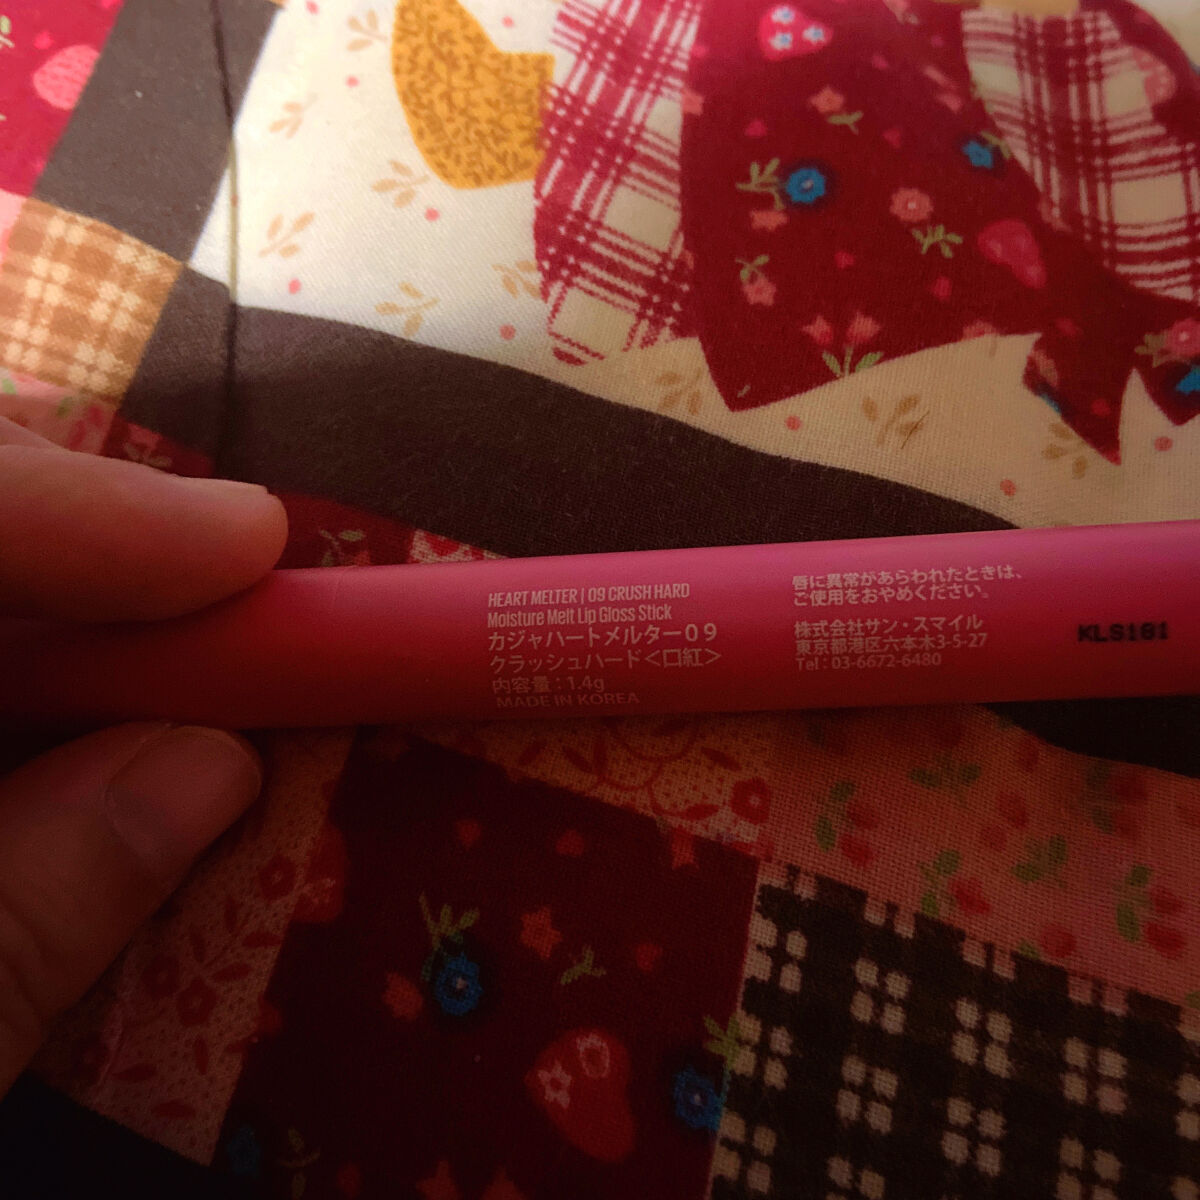 HEART MELTER | 09 CRUSH HARD
Moisture Melt Lip Gloss Stick
カジャハートメルター０９
クラッシュハード＜口紅＞
内容量：1.4g
MADE IN KOREA
唇に異常があらわれたときは、
ご使用をおやめください。
株式会社サン・スマイル
東京都港区六本木3-5-27
Tel：03-6672-6480
KLS181